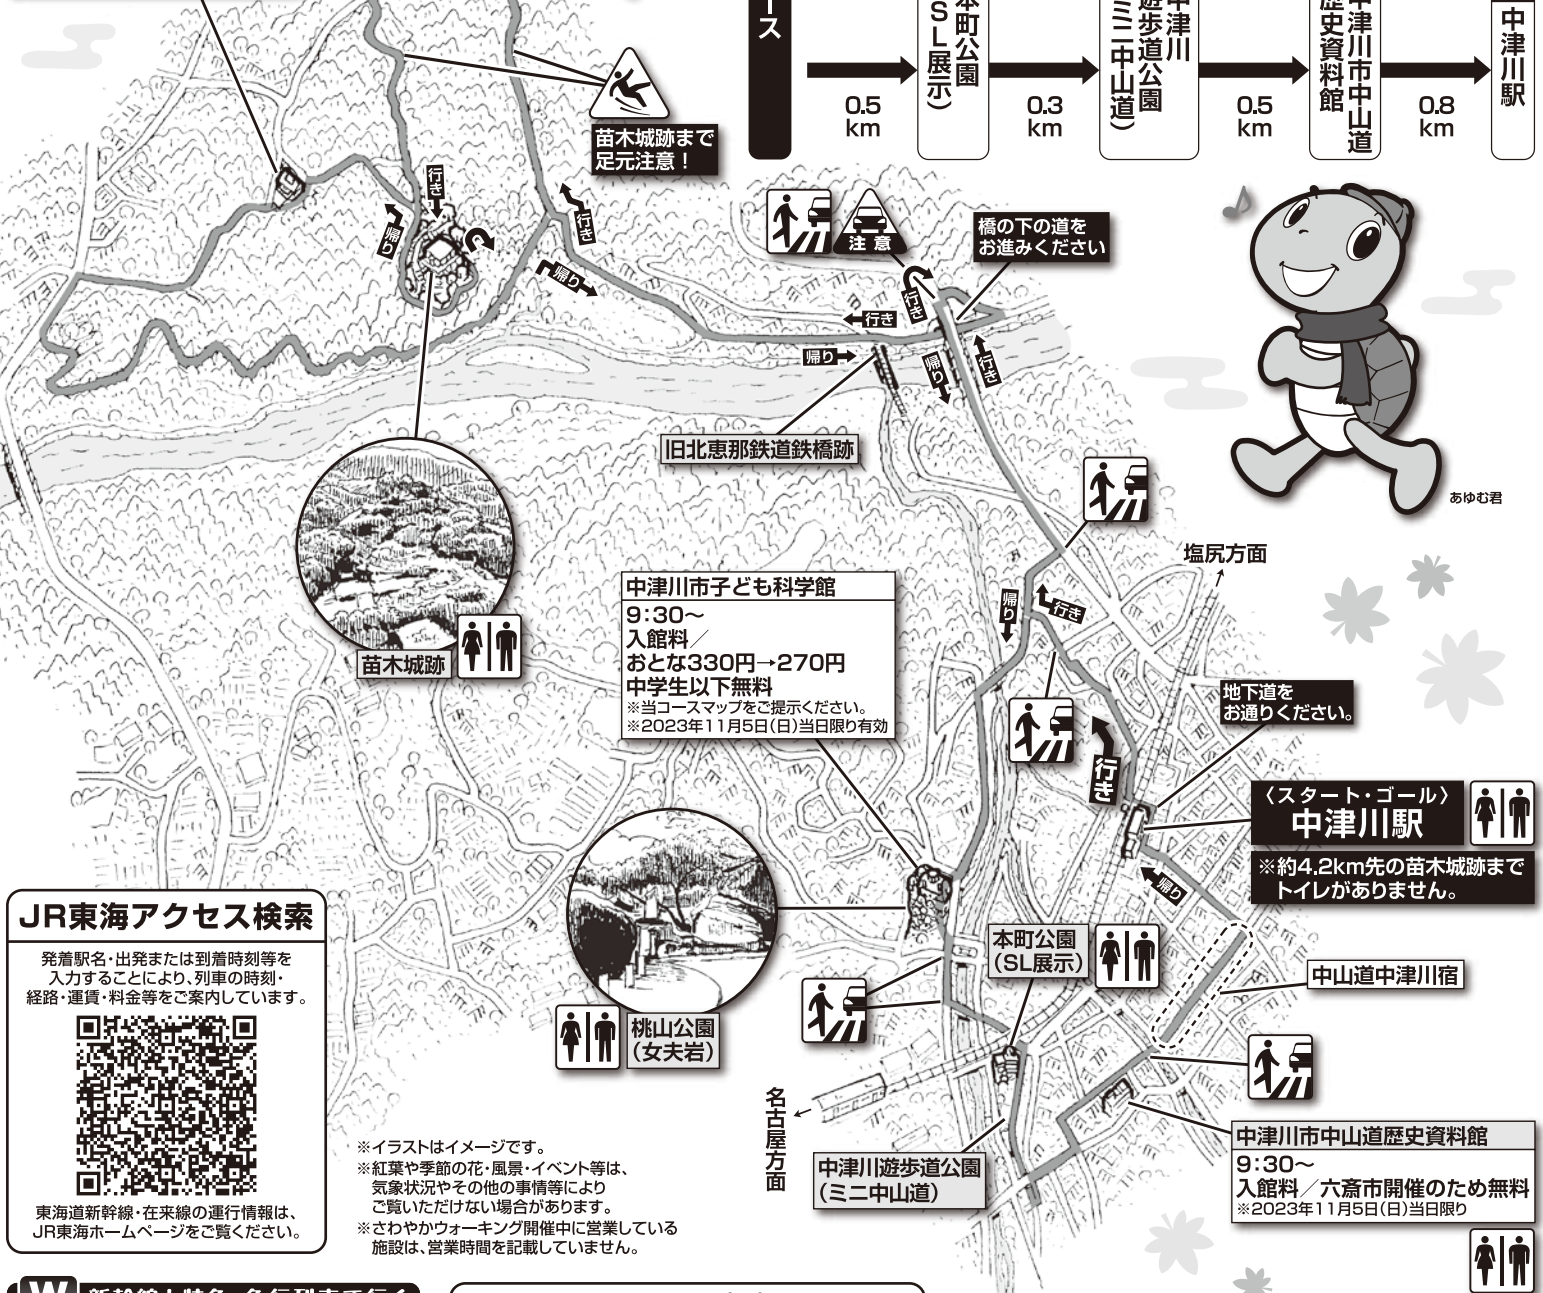 ース
本町公園
(SL展示)
中津川
遊歩道公園
(ミニ中山道)
中津川市中山道
歴史資料館
中津川駅
0.5
km
0.3
km
0.5
km
0.8
km
苗木城跡まで
足元注意！
行き
帰り
行き
帰り
注意
橋の下の道を
お進みください
行き
行き
帰り
帰り
行き
旧北恵那鉄道鉄橋跡
あゆむ君
塩尻方面
苗木城跡
中津川市子ども科学館
9:30〜
入館料／
おとな330円→270円
中学生以下無料
※当コースマップをご提示ください。
※2023年11月5日(日)当日限り有効
帰り
行き
地下道を
お通りください。
行き
〈スタート・ゴール〉
中津川駅
※約4.2km先の苗木城跡まで
トイレがありません。
帰り
JR東海アクセス検索
発着駅名・出発または到着時刻等を
入力することにより、列車の時刻・
経路・運賃・料金等をご案内しています。
東海道新幹線・在来線の運行情報は、
JR東海ホームページをご覧ください。
桃山公園
(女夫岩)
本町公園
(SL展示)
中山道中津川宿
名古屋方面
中津川遊歩道公園
(ミニ中山道)
中津川市中山道歴史資料館
9:30〜
入館料／六斎市開催のため無料
※2023年11月5日(日)当日限り
※イラストはイメージです。
※紅葉や季節の花・風景・イベント等は、
気象状況やその他の事情等により
ご覧いただけない場合があります。
※さわやかウォーキング開催中に営業している
施設は、営業時間を記載していません。